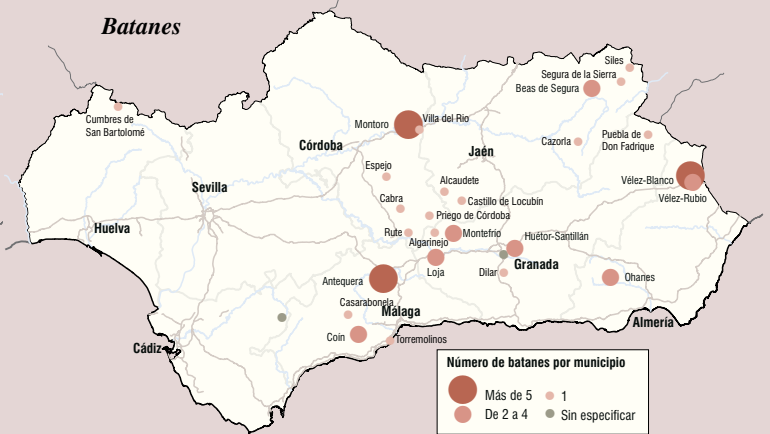 Batanes
Siles
Segura de la Sierra
Beas de Segura
Cumbres de
San Bartolomé
Montoro
Villa del Río
Córdoba
Jaén
Cazorla
Puebla de
Don Fadrique
Espejo
Alcaudete
Vélez-Blanco
Sevilla
Cabra
Castillo de Locubín
Vélez-Rubio
Priego de Córdoba
Huelva
Rute
Algarinejo
Montefrío
Huétor-Santillán
Loja
Dilar
Granada
Antequera
Ohanes
Casarabonela
Málaga
Almería
Coín
Torremolinos
Cádiz
Número de batanes por municipio
Más de 5
1
De 2 a 4
Sin especificar